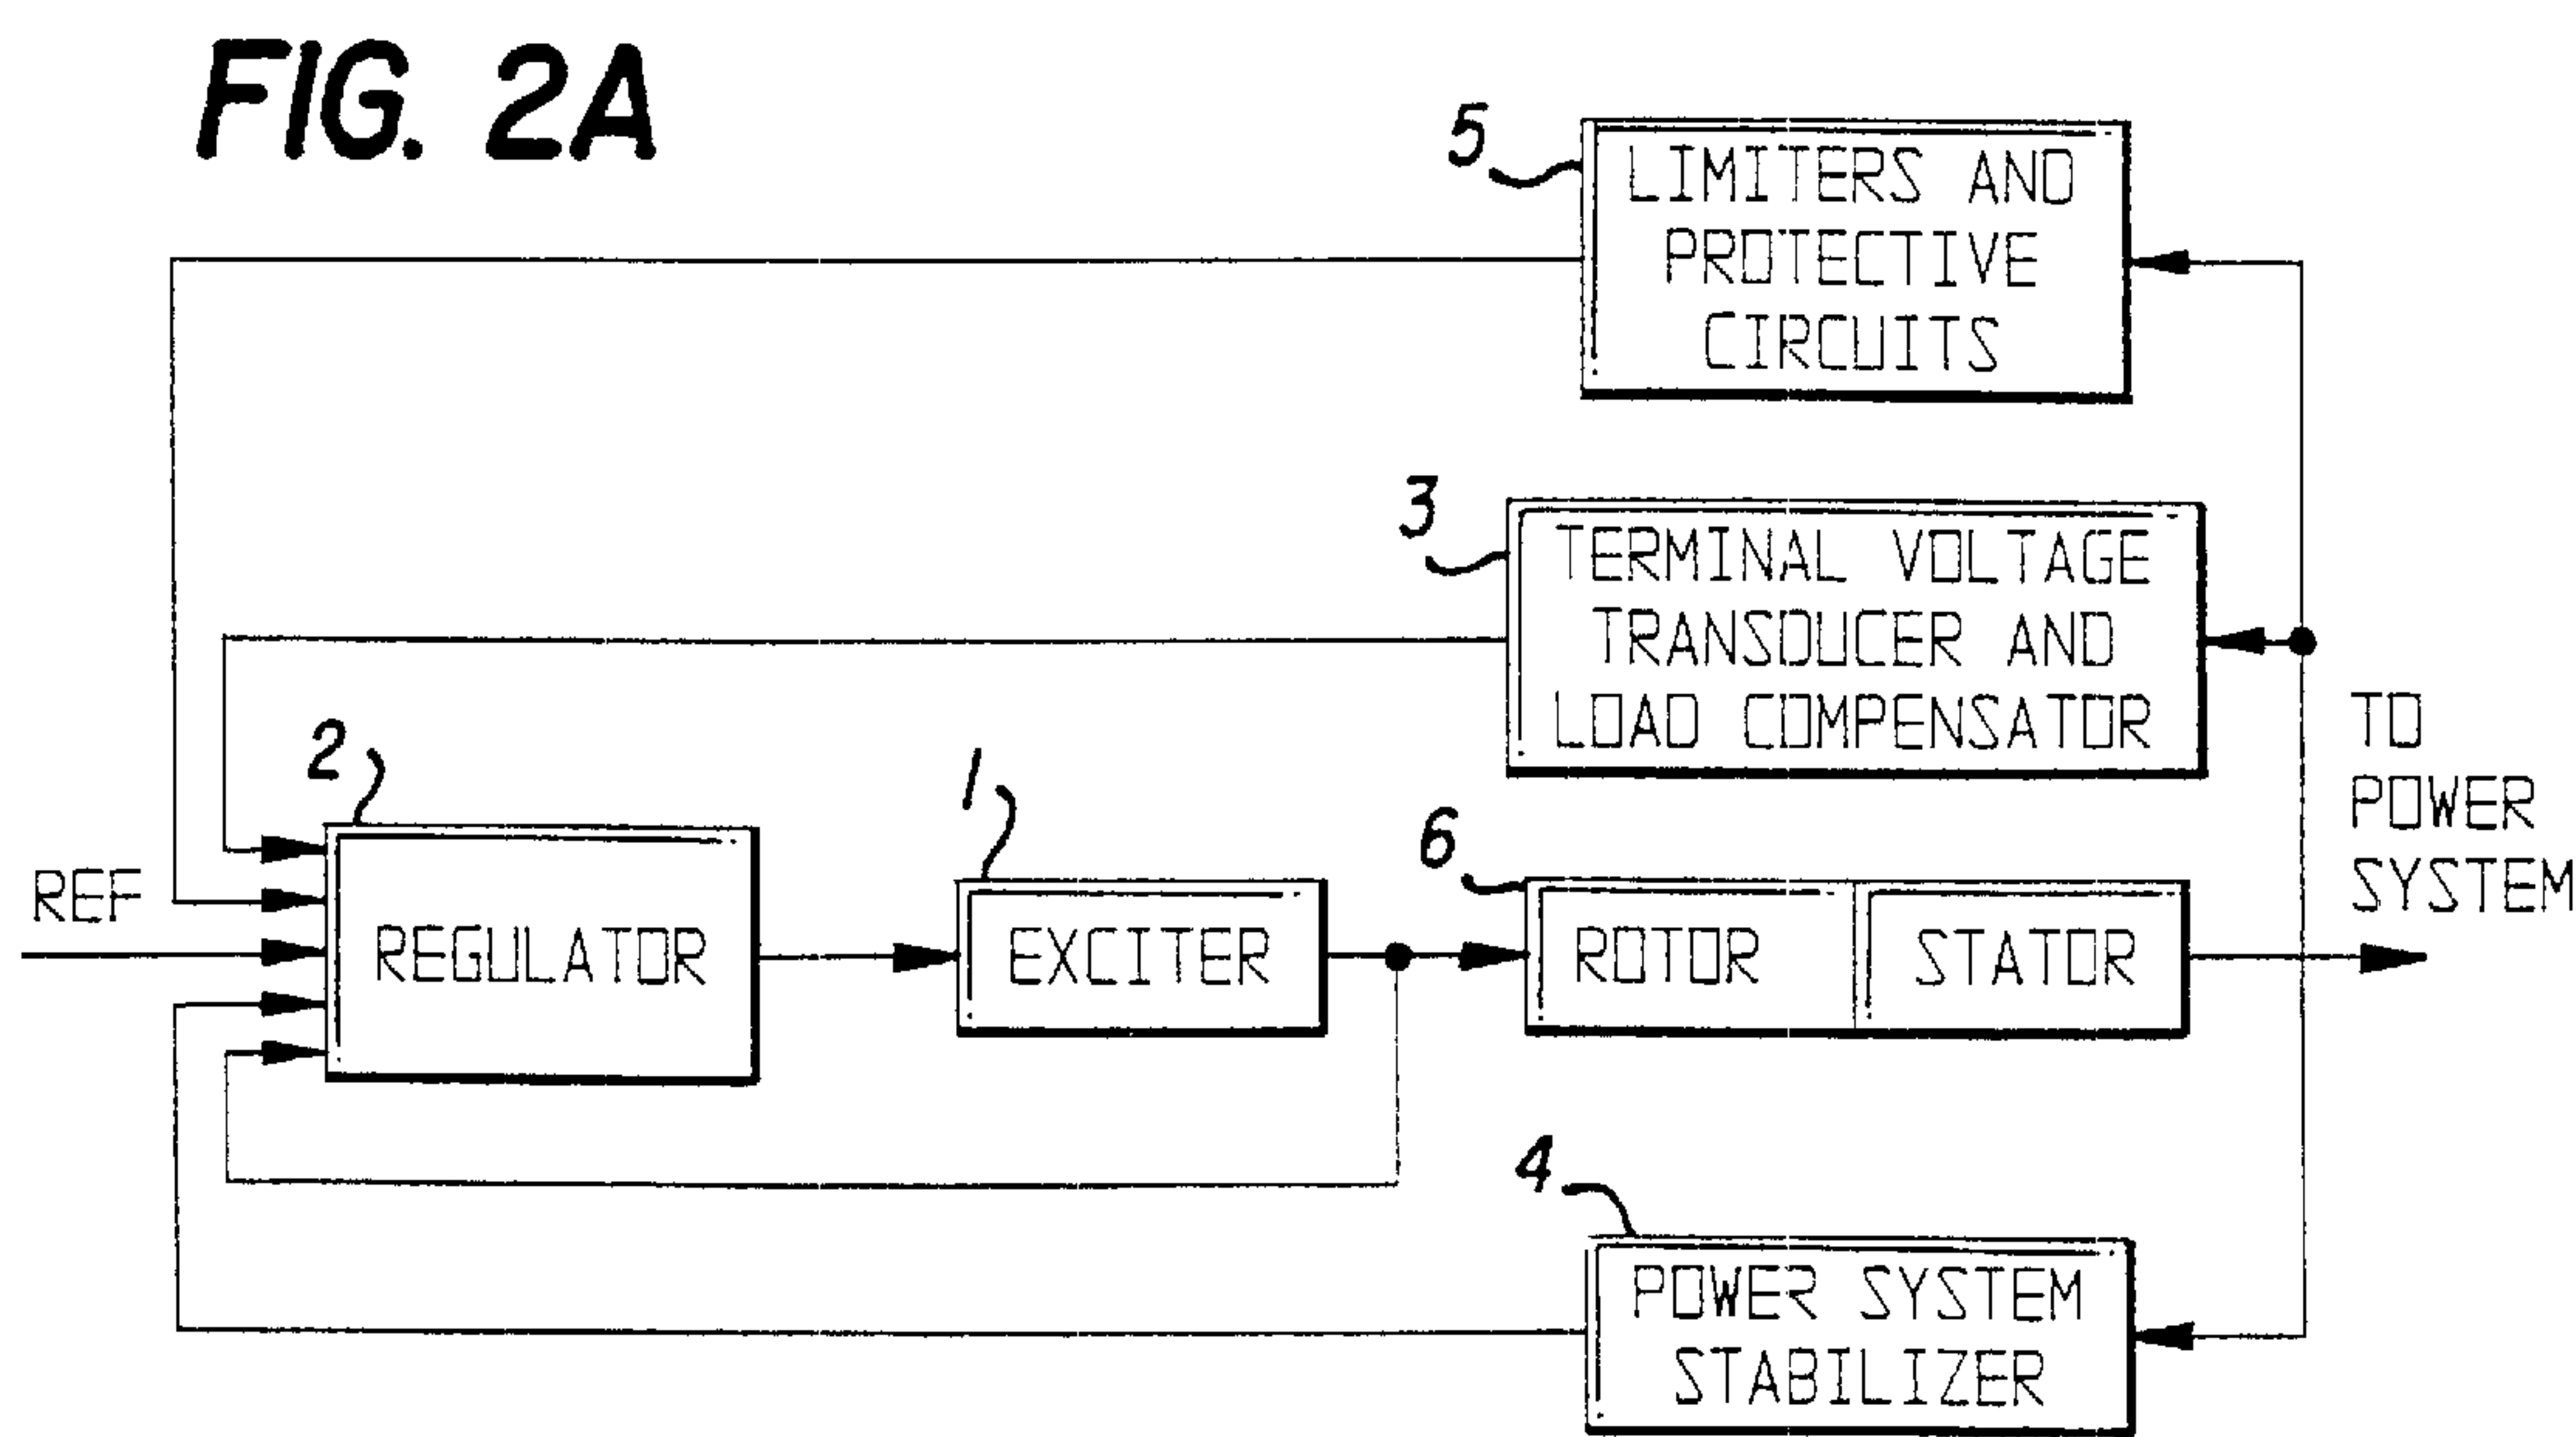 FIG. 2A
5
LIMITERS AND
PROTECTIVE
CIRCUITS
3
TERMINAL VOLTAGE
TRANSDUCER AND
LOAD COMPENSATOR
TO
POWER
SYSTEM
2
REF
REGULATOR
1
EXCITER
6
ROTOR
STATOR
4
POWER SYSTEM
STABILIZER